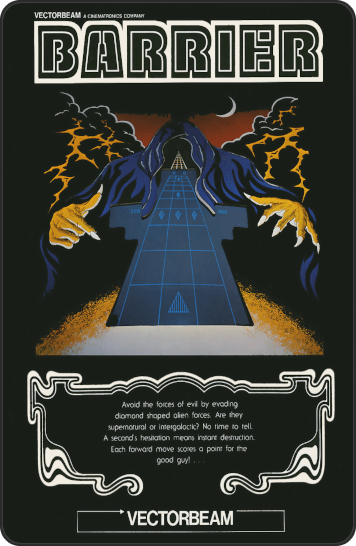 VECTORBEAM A CINEMATRONICS COMPANY
BARRIER
Avoid the forces of evil by evading
diamond shaped alien forces. Are they
supernatural or intergalactic? No time to tell.
A second's hesitation means instant destruction.
Each forward move scores a point for the
good guy! . . .
VECTORBEAM